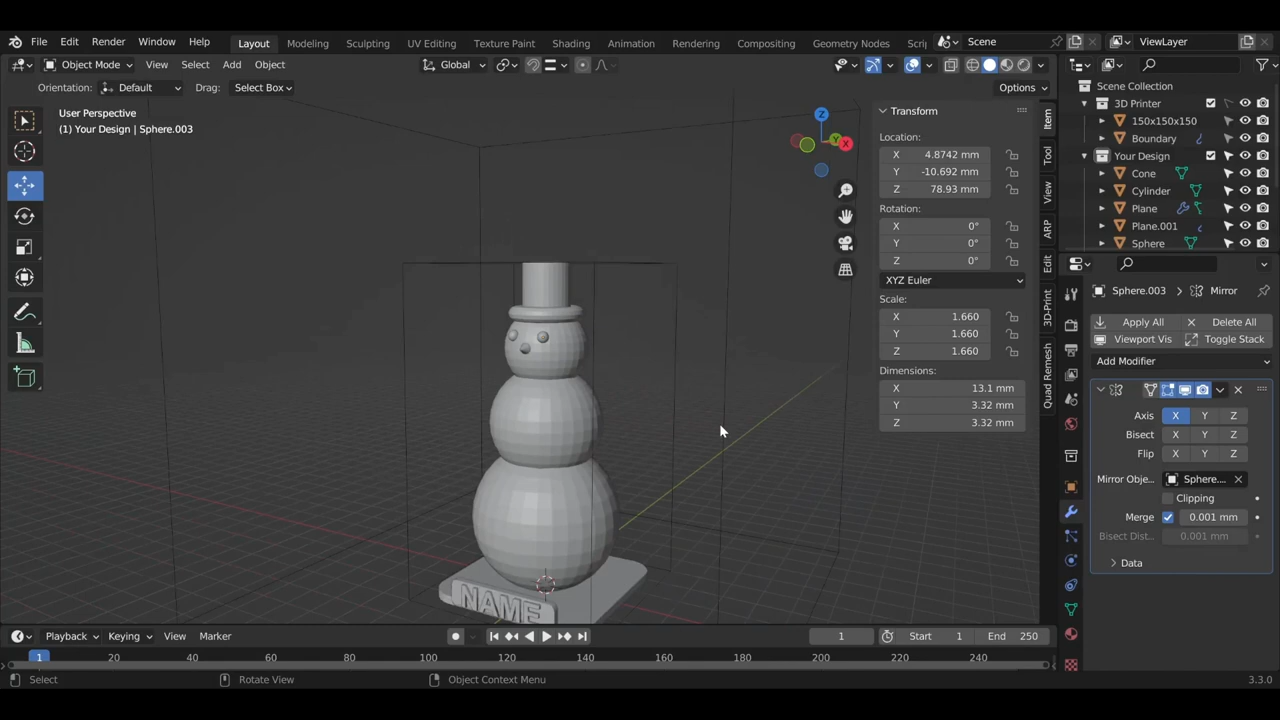 File Edit Render Window Help Layout Modeling Sculpting UV Editing Texture Paint Shading Animation Rendering Compositing Geometry Nodes Scrip Scene ViewLayer
Object Mode View Select Add Object Global
Orientation: Default Drag: Select Box Options
User Perspective
(1) Your Design | Sphere.003
Z
Y
X
NAME
Transform
Location:
X 4.8742 mm
Y -10.692 mm
Z 78.93 mm
Rotation:
X 0°
Y 0°
Z 0°
XYZ Euler
Scale:
X 1.660
Y 1.660
Z 1.660
Dimensions:
X 13.1 mm
Y 3.32 mm
Z 3.32 mm
Item
Tool
View
ARP
Edit
3D-Print
Quad Remesh
Scene Collection
3D Printer
150x150x150
Boundary
Your Design
Cone
Cylinder
Plane
Plane.001
Sphere
Sphere.003 > Mirror
Apply All Delete All
Viewport Vis Toggle Stack
Add Modifier
Axis X Y Z
Bisect X Y Z
Flip X Y Z
Mirror Obje... Sphere....
Clipping
Merge 0.001 mm
Bisect Dist... 0.001 mm
Data
Playback Keying View Marker 1 Start 1 End 250
1 20 40 60 80 100 120 140 160 180 200 220 240
Select Rotate View Object Context Menu 3.3.0